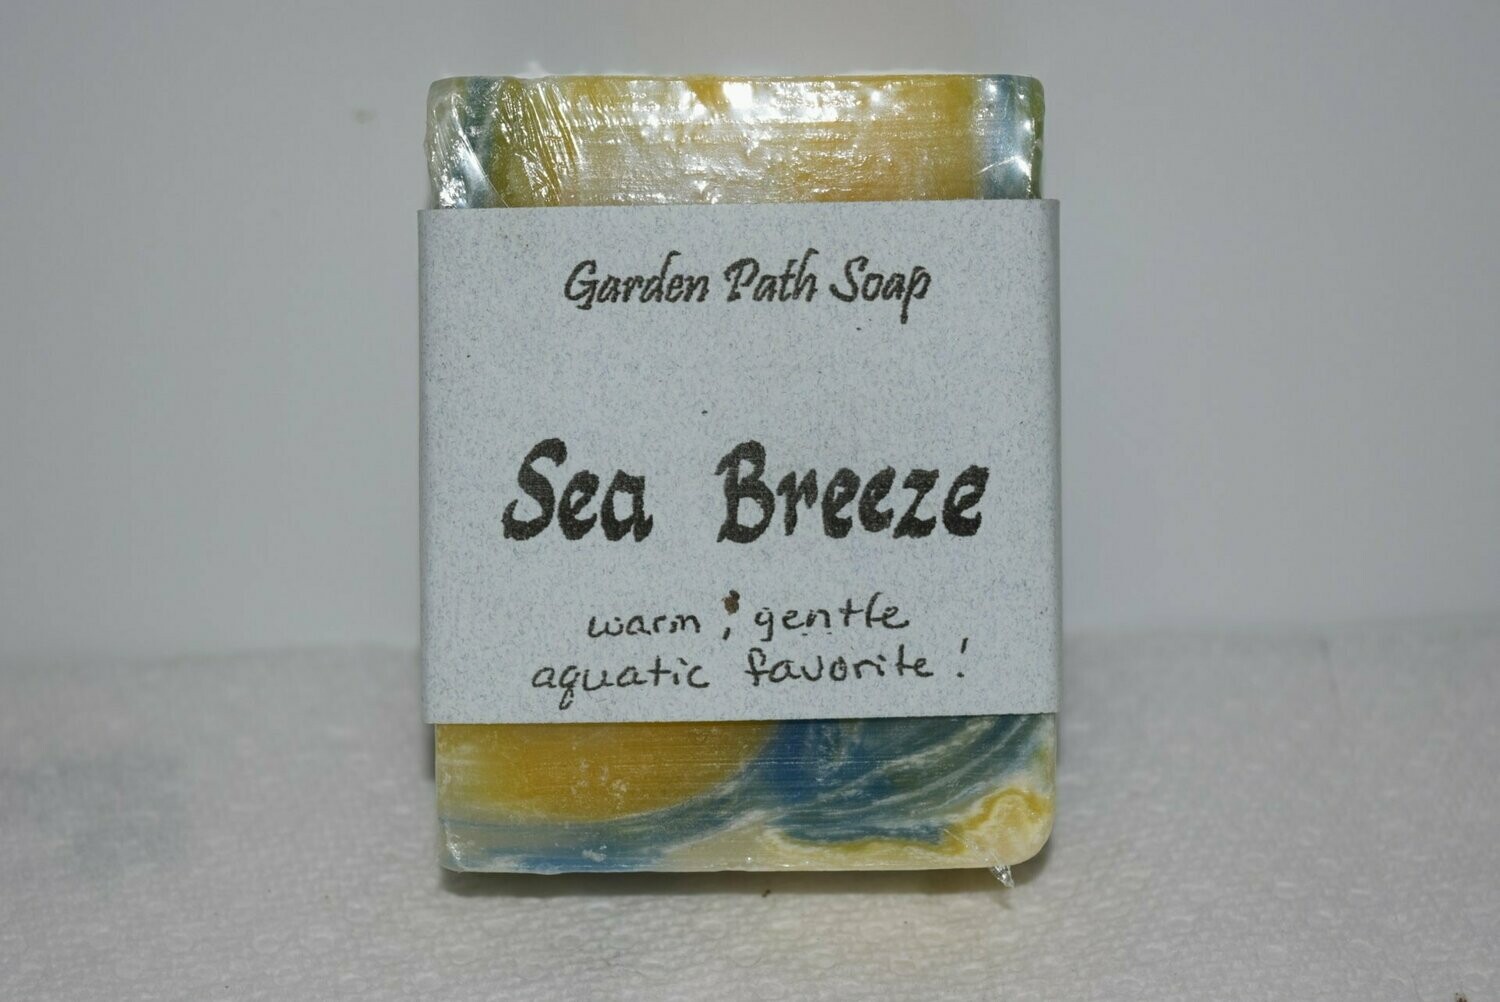 Garden Path Soap
Sea Breeze
warm, gentle
aquatic favorite!